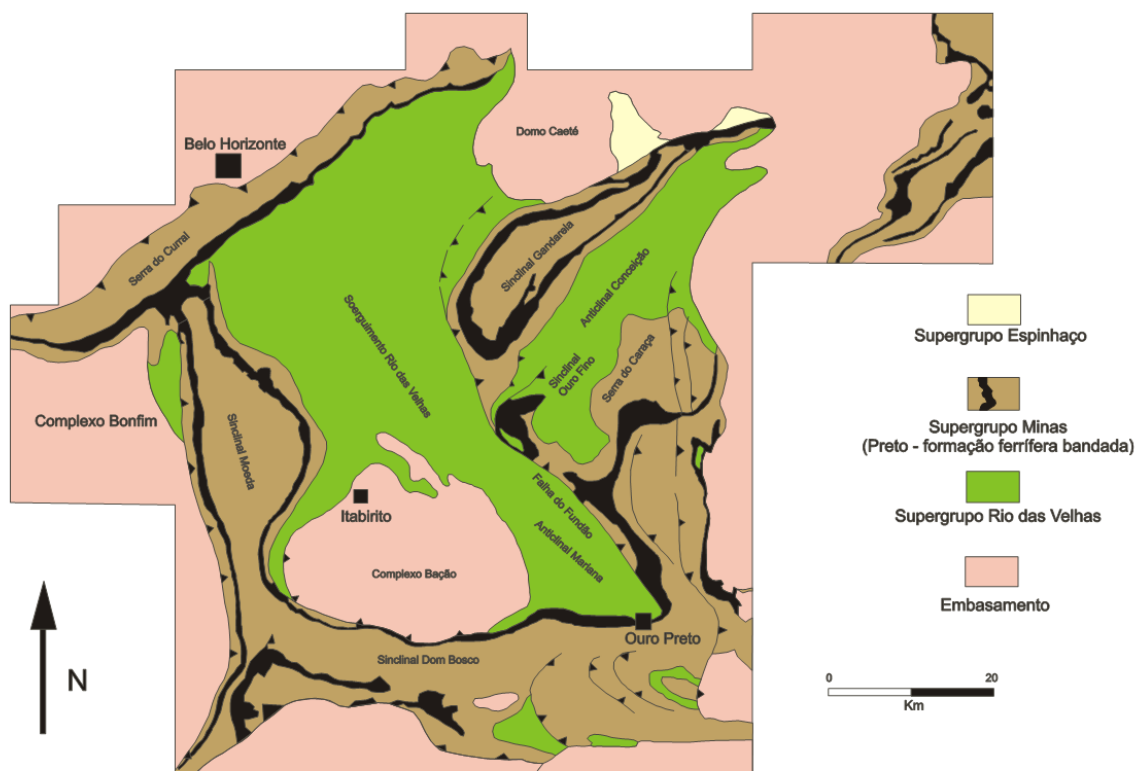 Domo Caeté
Belo Horizonte
Serra do Curral
Sinclinal Gandarela
Anticlinal Conceição
Soerguimento Rio das Velhas
Sinclinal
Ouro Fino
Serra do Caraça
Complexo Bonfim
Sinclinal Moeda
Itabirito
Falha do Fundão
Anticlinal Mariana
Complexo Bação
Ouro Preto
Sinclinal Dom Bosco
N
Supergrupo Espinhaço
Supergrupo Minas
(Preto - formação ferrífera bandada)
Supergrupo Rio das Velhas
Embasamento
0 20
Km